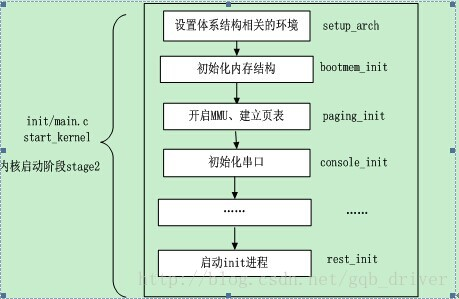 设置体系结构相关的环境 setup_arch
初始化内存结构 bootmem_init
init/main.c
start_kernel
开启MMU、建立页表 paging_init
内核启动阶段stage2
初始化串口 console_init
…… ……
启动init进程 rest_init
http://blog.csdn.net/gqb_driver